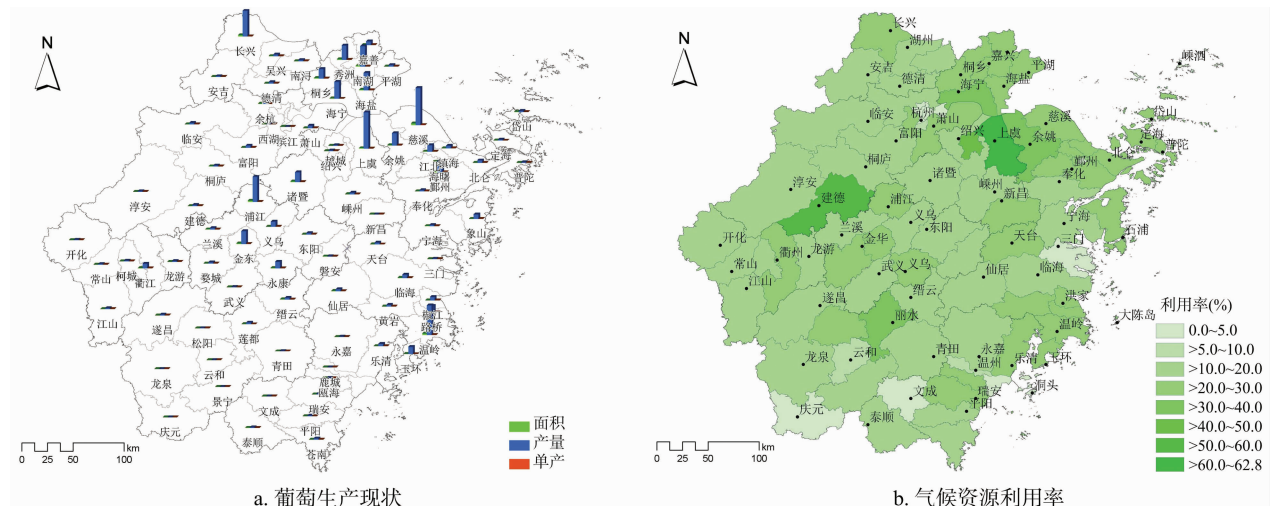 N
长兴
吴兴
南浔
嘉善
秀洲
南湖
平湖
安吉
德清
桐乡
海宁
海盐
余杭
临安
西湖
滨江
萧山
慈溪
岱山
富阳
越城
绍兴
上虞
余姚
江北
镇海
定海
海曙
鄞州
北仑
普陀
桐庐
诸暨
淳安
浦江
嵊州
奉化
建德
新昌
象山
开化
兰溪
义乌
东阳
宁海
天台
常山
柯城
衢江
龙游
婺城
金东
永康
磐安
三门
武义
仙居
临海
江山
缙云
黄岩
椒江
路桥
遂昌
松阳
莲都
温岭
永嘉
乐清
玉环
龙泉
云和
青田
鹿城
瓯海
景宁
文成
瑞安
庆元
泰顺
平阳
苍南
面积
产量
单产
0 25 50 100
km
a. 葡萄生产现状
N
长兴
湖州
嘉兴
平湖
嵊泗
安吉
德清
桐乡
海宁
海盐
临安
杭州
萧山
慈溪
岱山
富阳
绍兴
上虞
余姚
定海
普陀
北仑
桐庐
鄞州
诸暨
嵊州
奉化
淳安
建德
浦江
新昌
义乌
东阳
宁海
石浦
兰溪
开化
衢州
龙游
金华
天台
三门
常山
武义
义乌
仙居
临海
江山
遂昌
缙云
洪家
丽水
大陈岛
温岭
龙泉
云和
青田
永嘉
温州
乐清
玉环
洞头
文成
瑞安
平阳
庆元
泰顺
利用率(%)
0.0~5.0
>5.0~10.0
>10.0~20.0
>20.0~30.0
>30.0~40.0
>40.0~50.0
>50.0~60.0
>60.0~62.8
0 25 50 100
km
b. 气候资源利用率